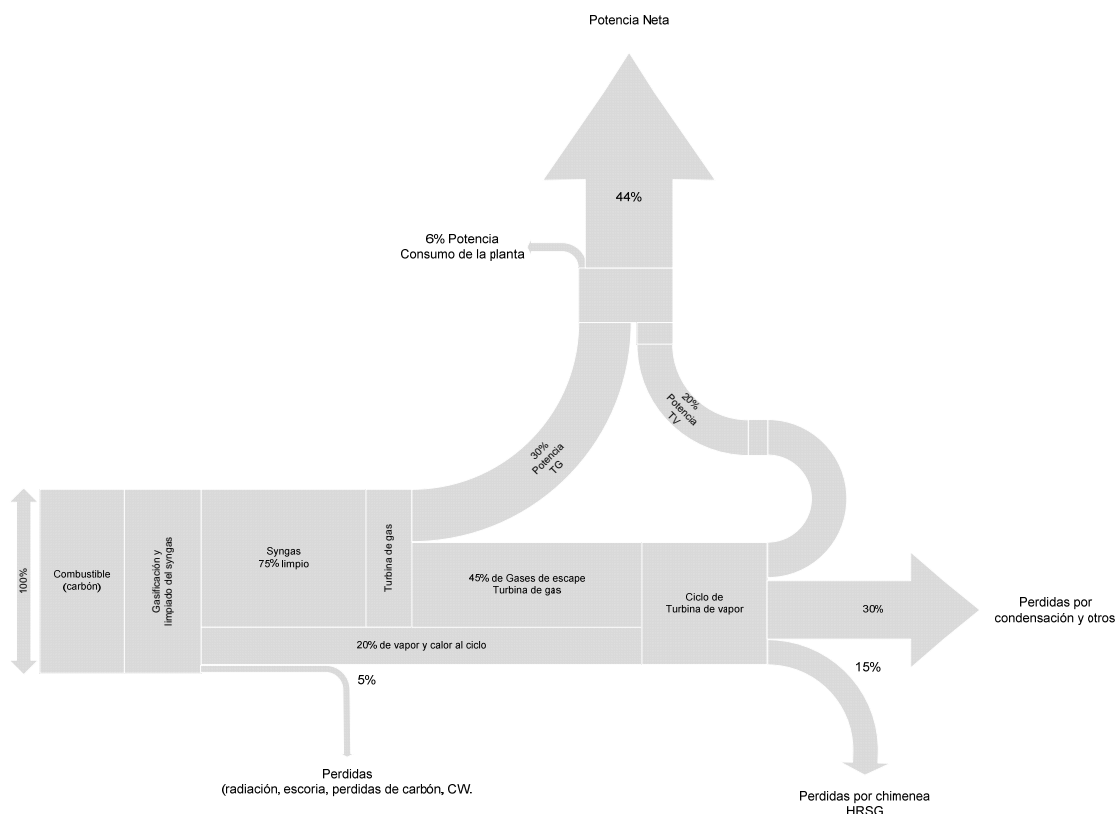 Potencia Neta
44%
6% Potencia
Consumo de la planta
20%
Potencia
TV
30%
Potencia
TG
100%
Combustible
(carbón)
Gasificación y
limpiado del syngas
Syngas
75% limpio
Turbina de gas
45% de Gases de escape
Turbina de gas
Ciclo de
Turbina de vapor
30%
Perdidas por
condensación y otros
20% de vapor y calor al ciclo
15%
5%
Perdidas
(radiación, escoria, perdidas de carbón, CW.
Perdidas por chimenea
HRSG